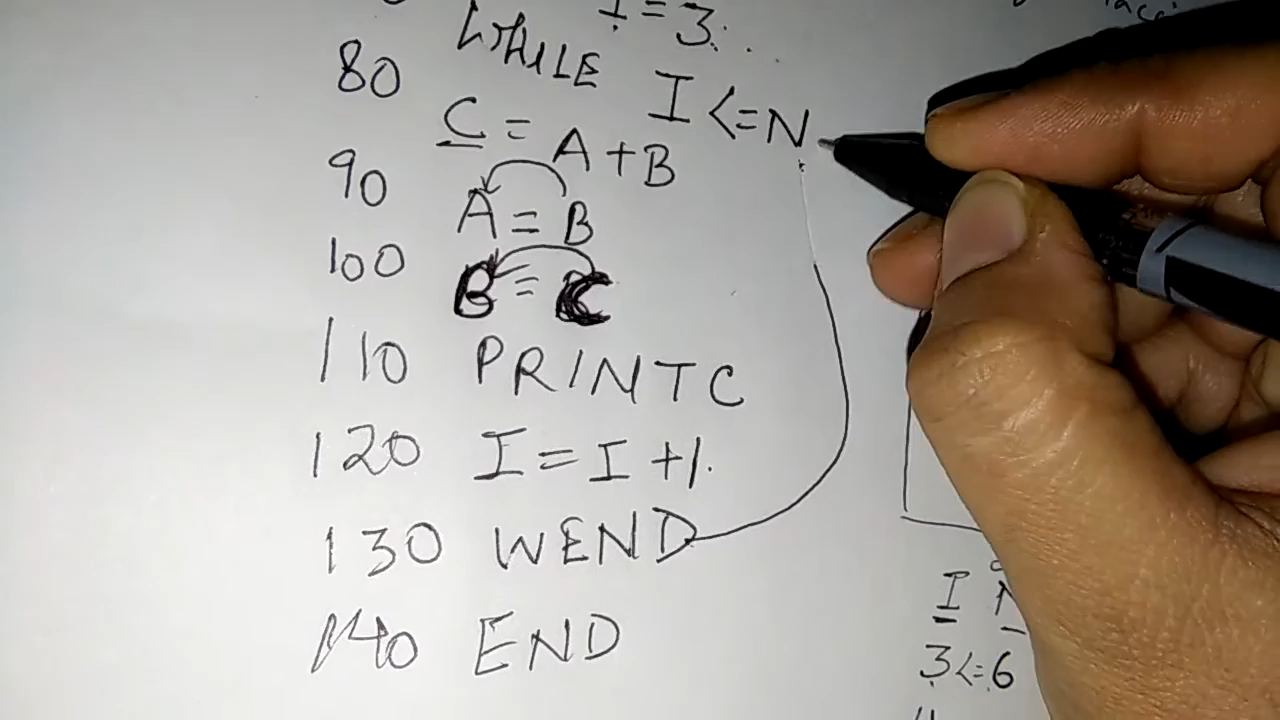 I=3
WHILE I<=N
80 C = A+B
90 A = B
100 B = C
110 PRINT C
120 I=I+1
130 WEND
140 END
I N
3<=6